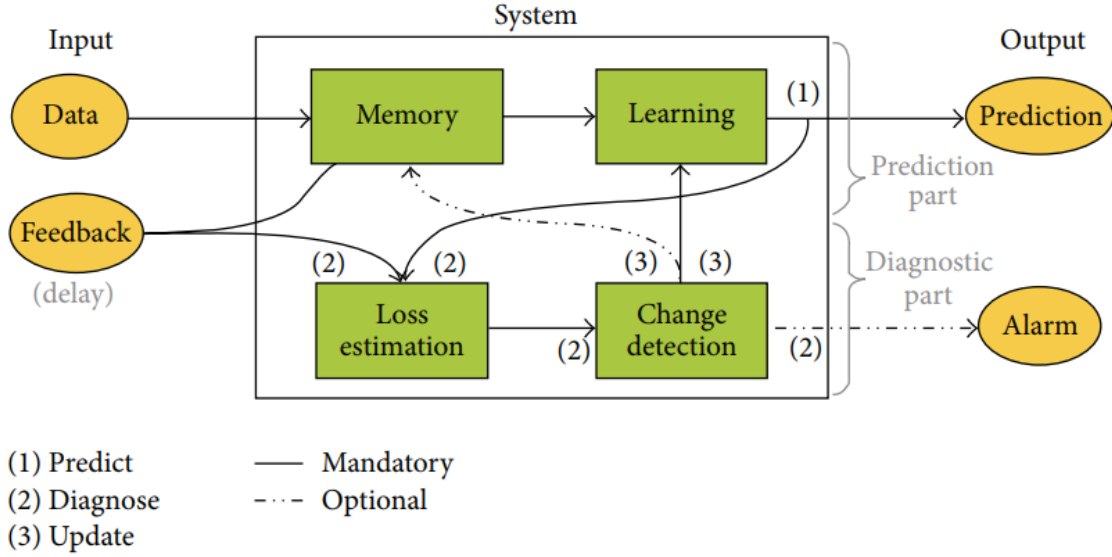 System
Input
Output
Data
Memory
Learning
(1)
Prediction
Prediction
part
Feedback
(delay)
(2)
(2)
(3)
(3)
Diagnostic
part
Loss
estimation
(2)
Change
detection
(2)
Alarm
(1) Predict
Mandatory
(2) Diagnose
Optional
(3) Update